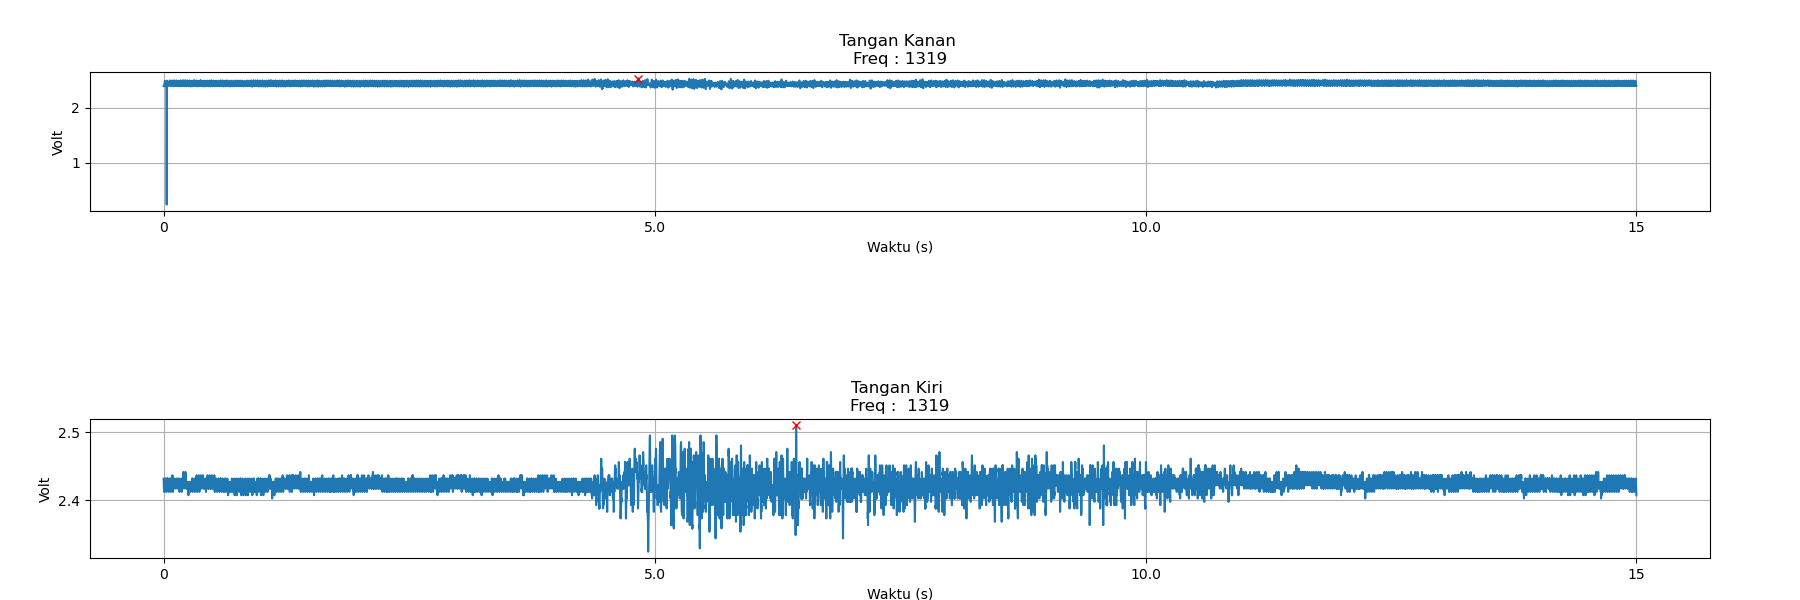 Tangan Kanan
Freq : 1319
Volt
2
1
0 5.0 10.0 15
Waktu (s)
Tangan Kiri
Freq :  1319
Volt
2.5
2.4
0 5.0 10.0 15
Waktu (s)